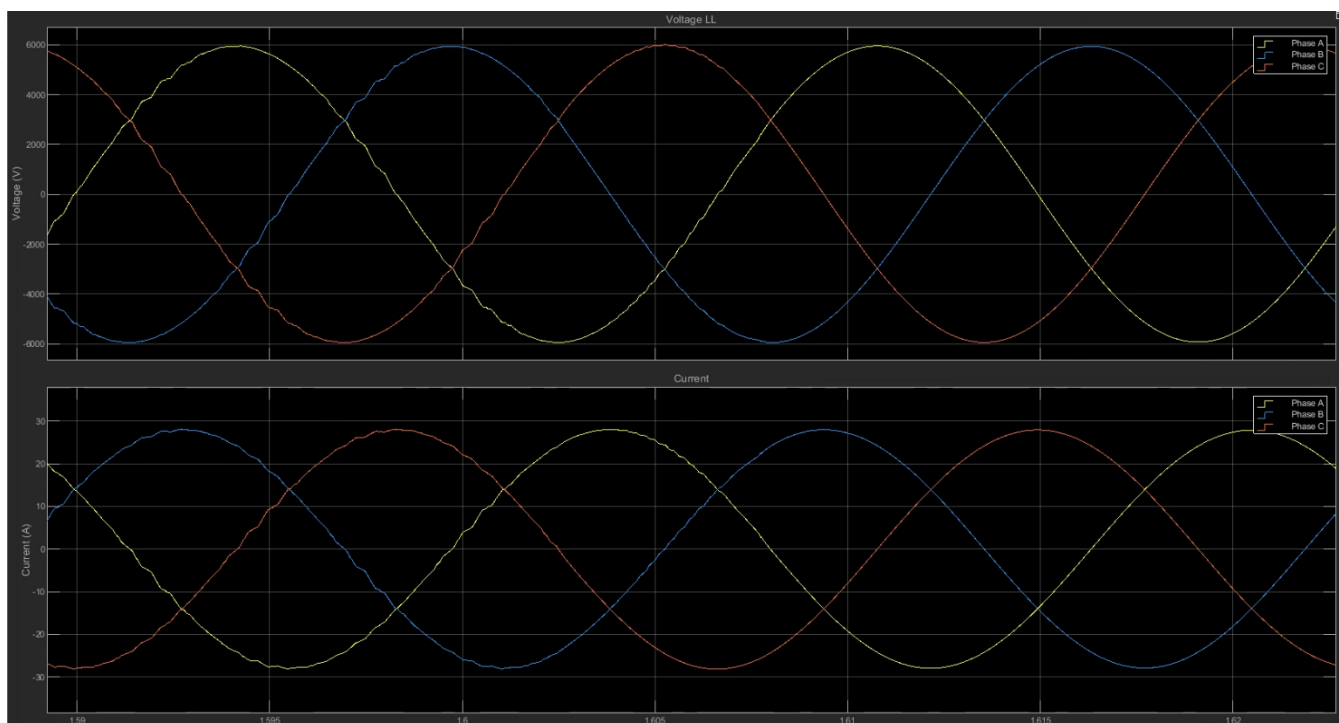 Voltage LL
Phase A
Phase B
Phase C
6000
4000
2000
0
-2000
-4000
-6000
Voltage (V)
Current
Phase A
Phase B
Phase C
30
20
10
0
-10
-20
-30
Current (A)
1.59 1.595 1.6 1.605 1.61 1.615 1.62